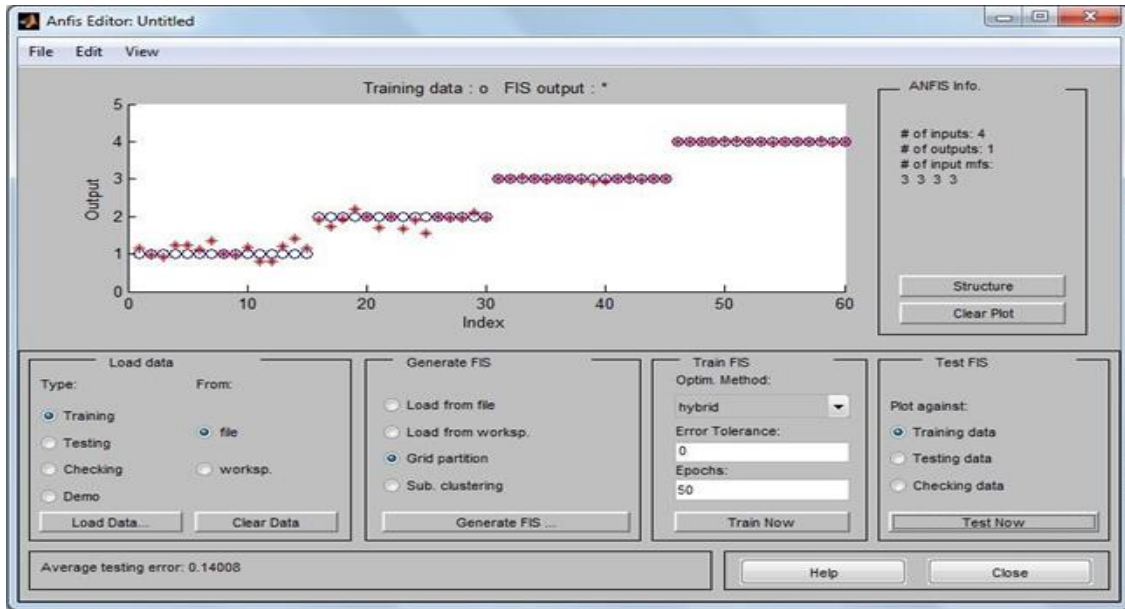 Anfis Editor: Untitled
File Edit View
Training data : o FIS output : *
ANFIS Info.
# of inputs: 4
# of outputs: 1
# of input mfs:
3 3 3 3
Structure
Clear Plot
5
4
3
2
1
0
Output
0 10 20 30 40 50 60
Index
Load data
Type: From:
Training
Testing
Checking
Demo
file
worksp.
Load Data... Clear Data
Generate FIS
Load from file
Load from worksp.
Grid partition
Sub. clustering
Generate FIS ...
Train FIS
Optim. Method:
hybrid
Error Tolerance:
0
Epochs:
50
Train Now
Test FIS
Plot against:
Training data
Testing data
Checking data
Test Now
Average testing error: 0.14008
Help Close